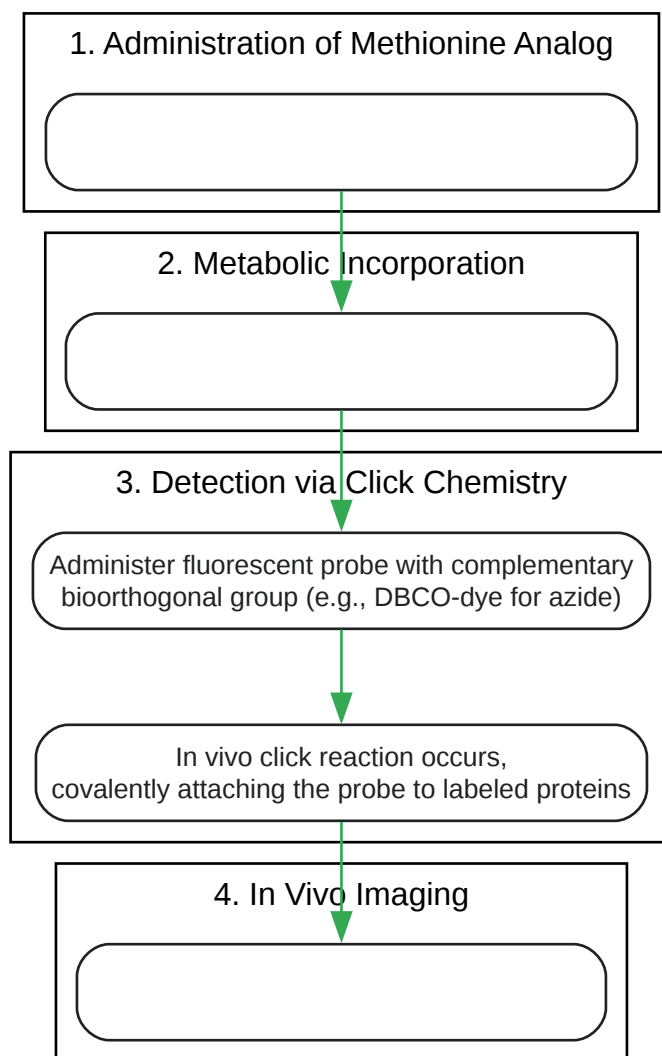 1. Administration of Methionine Analog
2. Metabolic Incorporation
3. Detection via Click Chemistry
Administer fluorescent probe with complementary
bioorthogonal group (e.g., DBCO-dye for azide)
In vivo click reaction occurs,
covalently attaching the probe to labeled proteins
4. In Vivo Imaging